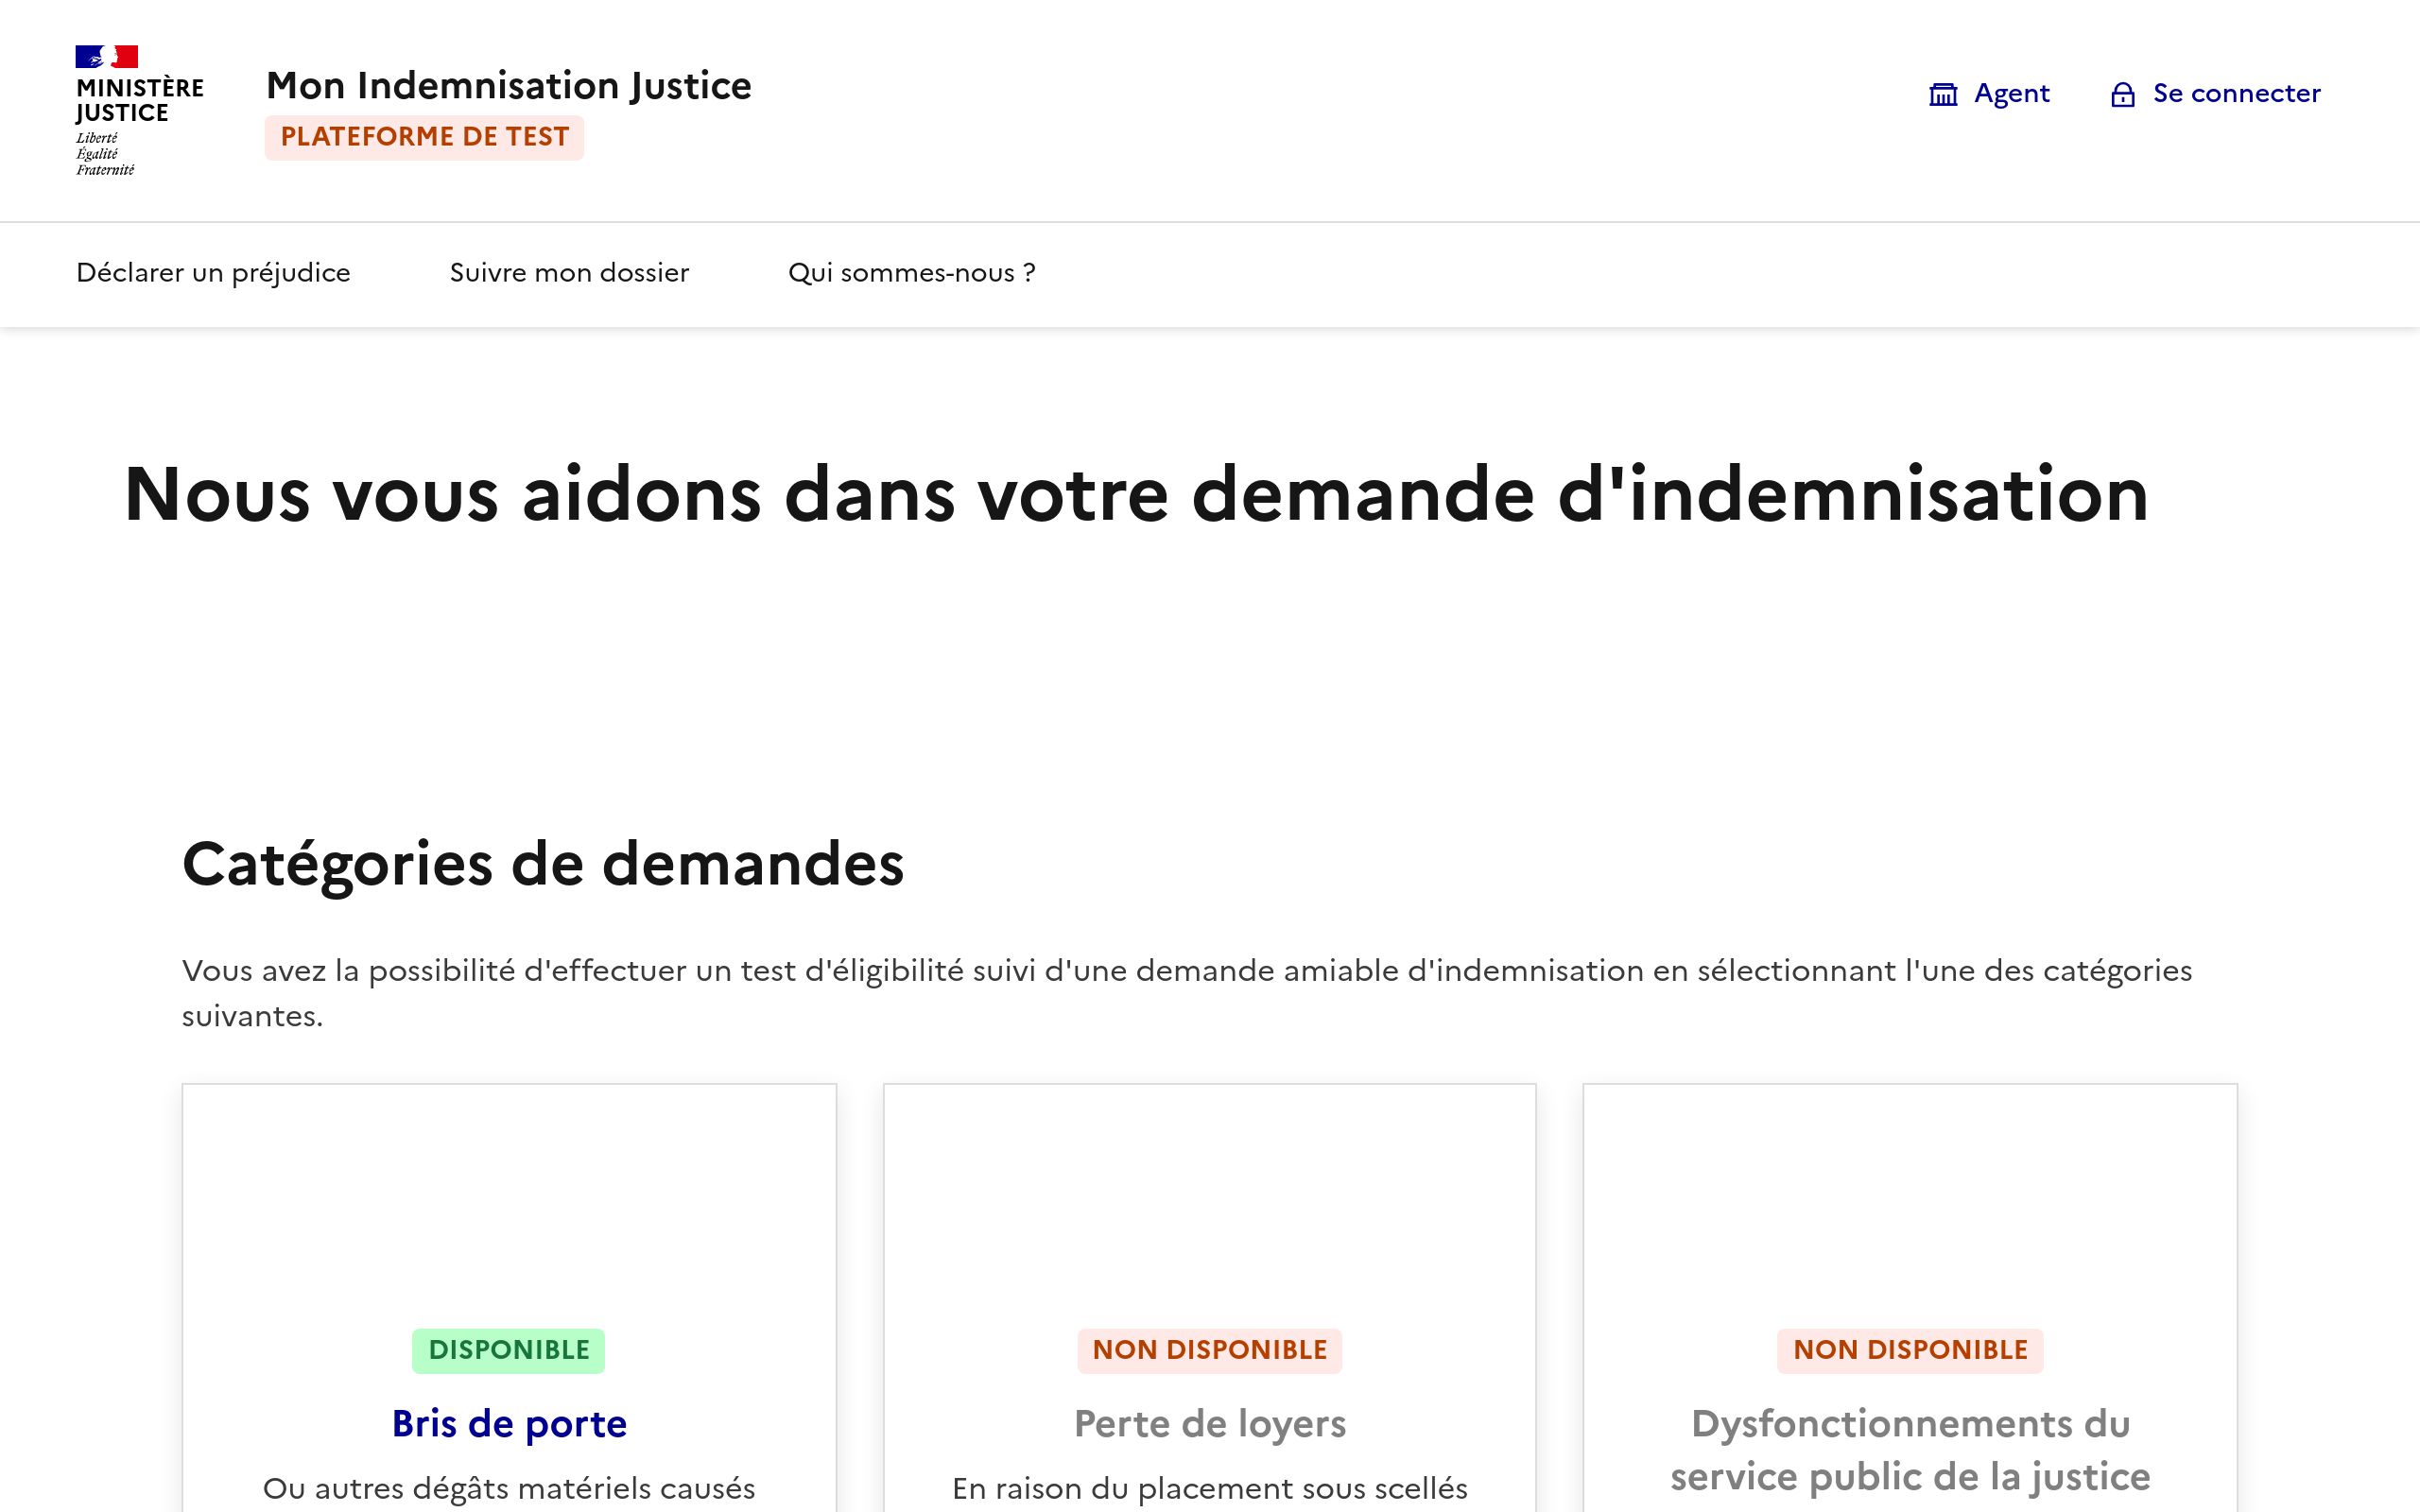 MINISTÈRE
JUSTICE
Liberté
Égalité
Fraternité
Mon Indemnisation Justice
PLATEFORME DE TEST
Agent
Se connecter
Déclarer un préjudice
Suivre mon dossier
Qui sommes-nous ?
Nous vous aidons dans votre demande d'indemnisation
Catégories de demandes
Vous avez la possibilité d'effectuer un test d'éligibilité suivi d'une demande amiable d'indemnisation en sélectionnant l'une des catégories
suivantes.
DISPONIBLE
Bris de porte
Ou autres dégâts matériels causés
NON DISPONIBLE
Perte de loyers
En raison du placement sous scellés
NON DISPONIBLE
Dysfonctionnements du
service public de la justice